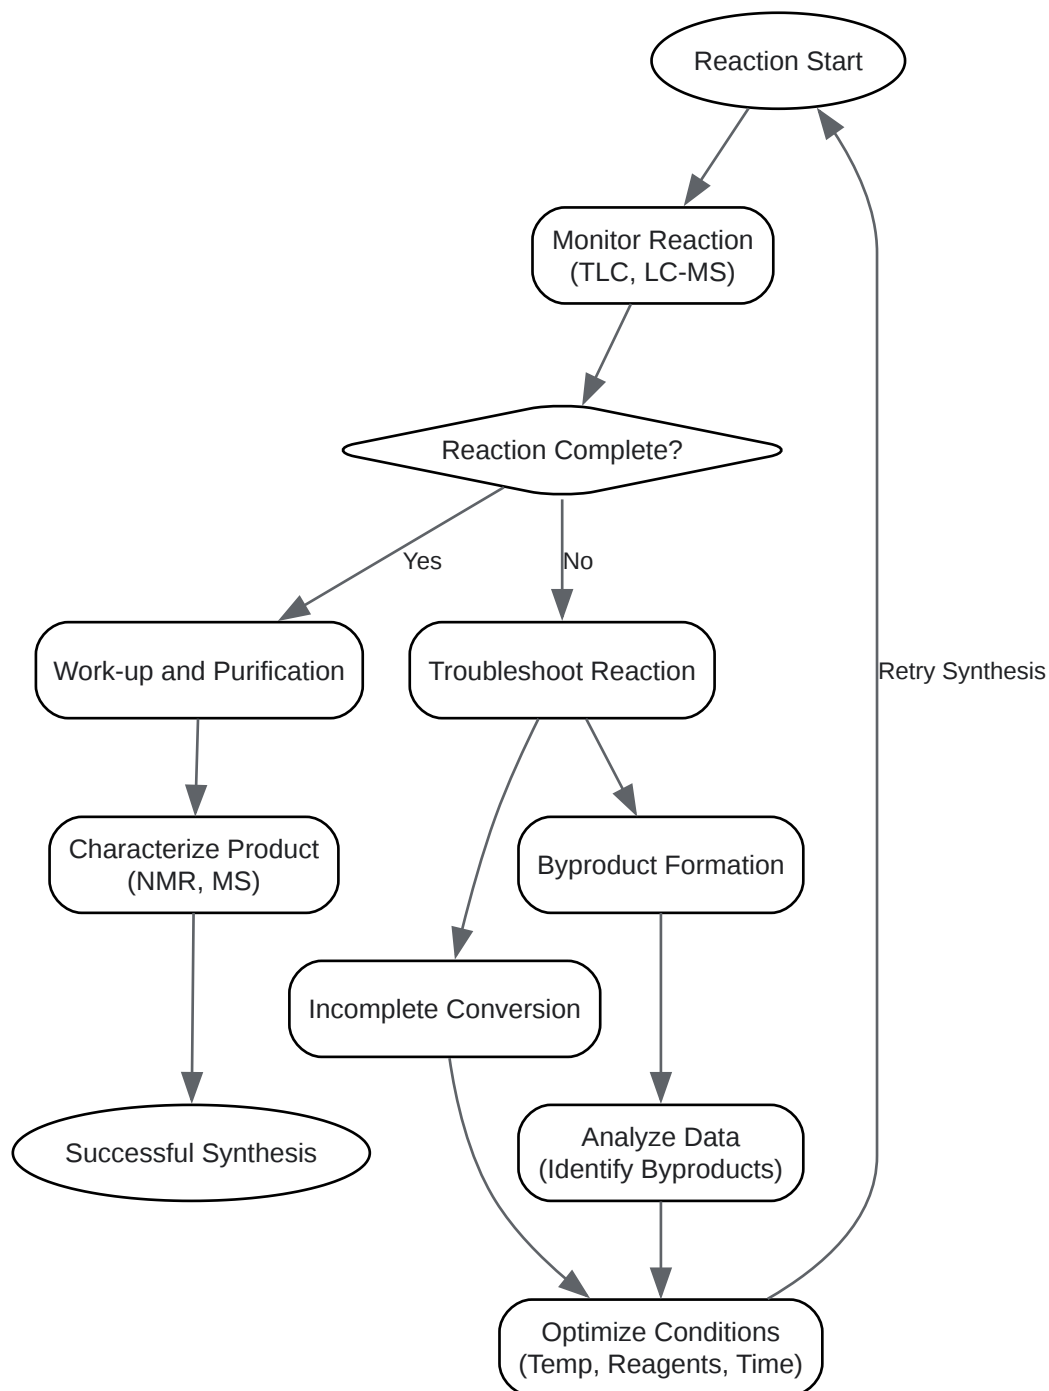 Reaction Start
Monitor Reaction
(TLC, LC-MS)
Reaction Complete?
Yes
No
Work-up and Purification
Troubleshoot Reaction
Retry Synthesis
Characterize Product
(NMR, MS)
Byproduct Formation
Incomplete Conversion
Successful Synthesis
Analyze Data
(Identify Byproducts)
Optimize Conditions
(Temp, Reagents, Time)